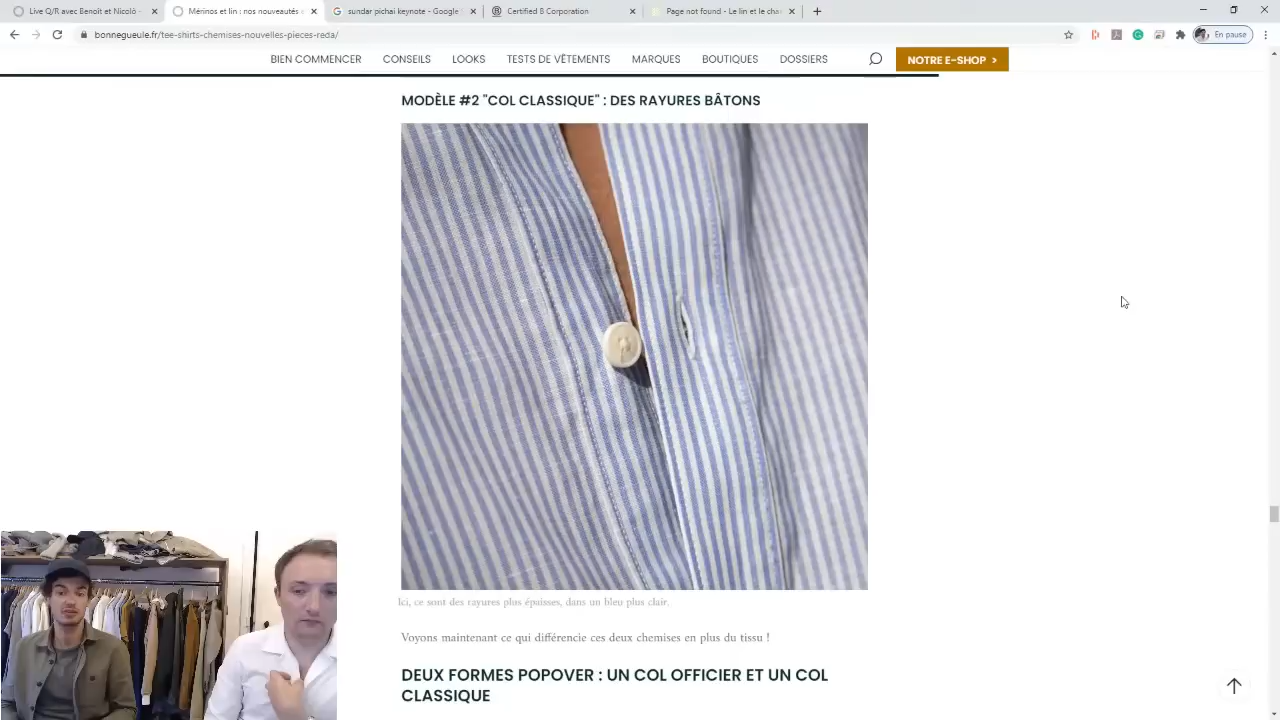 Live Q/R avec Benoît et Nicolò -
Mérinos et lin : nos nouveautés
sundar pichai keynote - Google
Certified B Corporation
Page not found - Le lin et le cha
bonnegueule.fr/tee-shirts-chemises-nouvelles-pieces-reda/
En pause
BIEN COMMENCER
CONSEILS
LOOKS
TESTS DE VÊTEMENTS
MARQUES
BOUTIQUES
DOSSIERS
NOTRE E-SHOP >
MODÈLE #2 "COL CLASSIQUE" : DES RAYURES BÂTONS
Ici, ce sont des rayures plus épaisses, dans un bleu plus clair.
Voyons maintenant ce qui différencie ces deux chemises en plus du tissu !
DEUX FORMES POPOVER : UN COL OFFICIER ET UN COL
CLASSIQUE